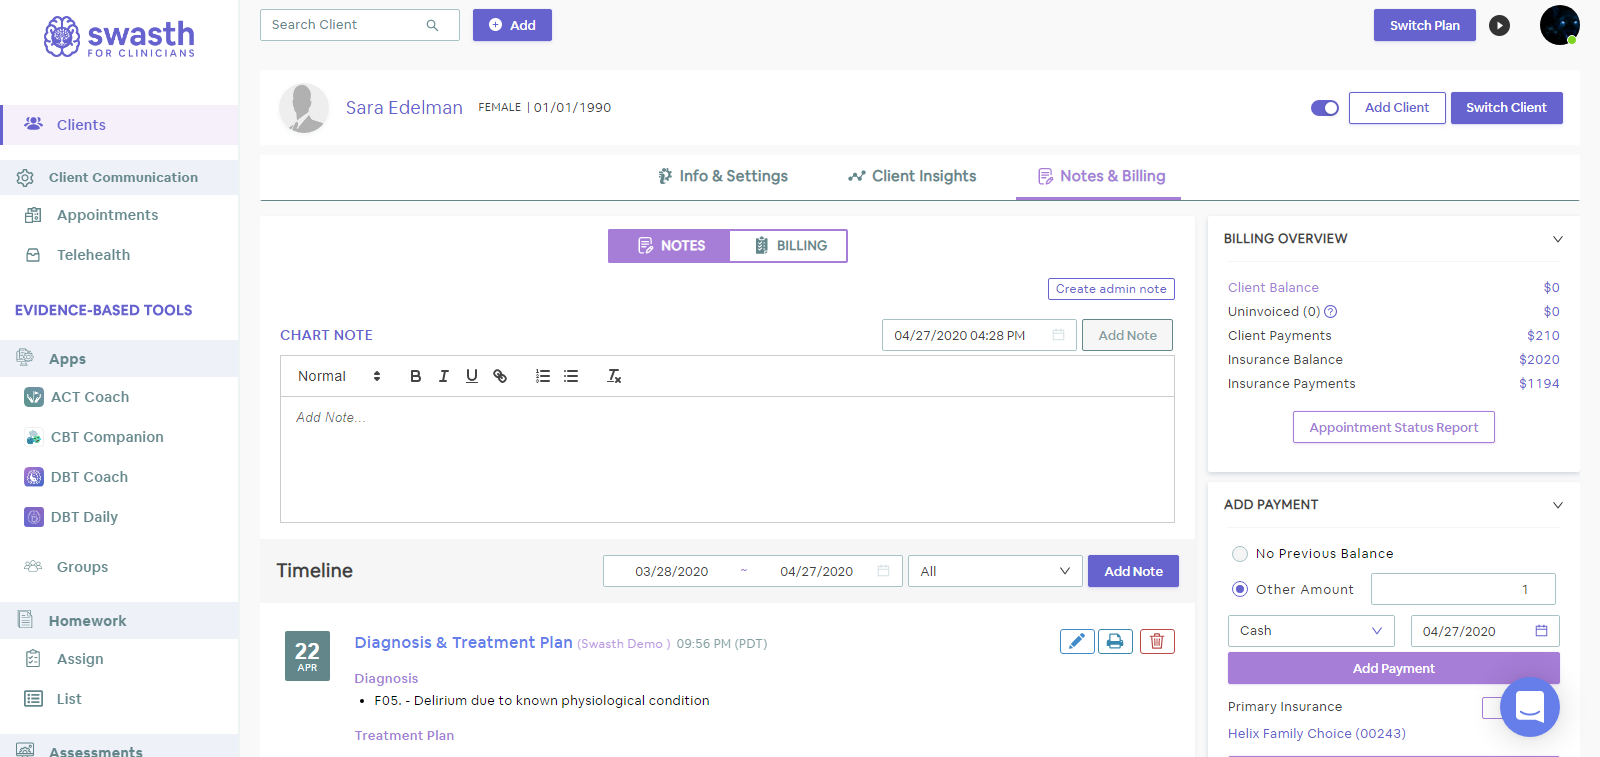 swasth
FOR CLINICIANS
Search Client
Add
Switch Plan
Clients
Client Communication
Appointments
Telehealth
EVIDENCE-BASED TOOLS
Apps
ACT Coach
CBT Companion
DBT Coach
DBT Daily
Groups
Homework
Assign
List
Assessments
Sara Edelman FEMALE | 01/01/1990
Add Client
Switch Client
Info & Settings
Client Insights
Notes & Billing
NOTES
BILLING
Create admin note
CHART NOTE
04/27/2020 04:28 PM
Add Note
Normal B I U
Add Note...
Timeline
03/28/2020 ~ 04/27/2020
All
Add Note
22
APR
Diagnosis & Treatment Plan (Swasth Demo ) 09:56 PM (PDT)
Diagnosis
• F05. - Delirium due to known physiological condition
Treatment Plan
BILLING OVERVIEW
Client Balance $0
Uninvoiced (0) $0
Client Payments $210
Insurance Balance $2020
Insurance Payments $1194
Appointment Status Report
ADD PAYMENT
No Previous Balance
Other Amount 1
Cash 04/27/2020
Add Payment
Primary Insurance
Helix Family Choice (00243)